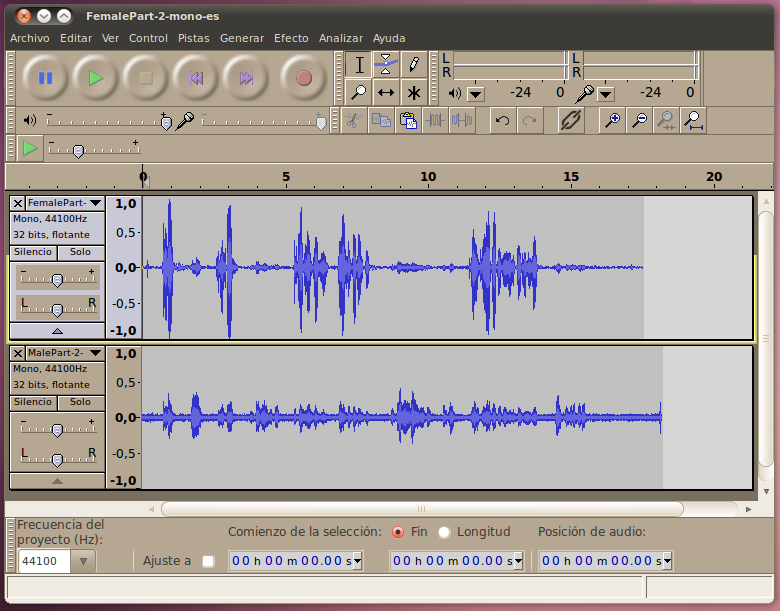 FemalePart-2-mono-es
Archivo Editar Ver Control Pistas Generar Efecto Analizar Ayuda
L
R
-24 0
L
R
-24 0
- +
- +
- +
0 5 10 15 20
FemalePart-
Mono, 44100Hz
32 bits, flotante
Silencio Solo
- +
L R
1,0
0,5-
0,0-
-0,5-
-1,0
MalePart-2-
Mono, 44100Hz
32 bits, flotante
Silencio Solo
- +
L R
1,0
0,5-
0,0-
-0,5-
-1,0
Frecuencia del
proyecto (Hz):
44100
Comienzo de la selección: Fin Longitud Posición de audio:
Ajuste a 00 h 00 m 00.00 s 00 h 00 m 00.00 s 00 h 00 m 00.00 s